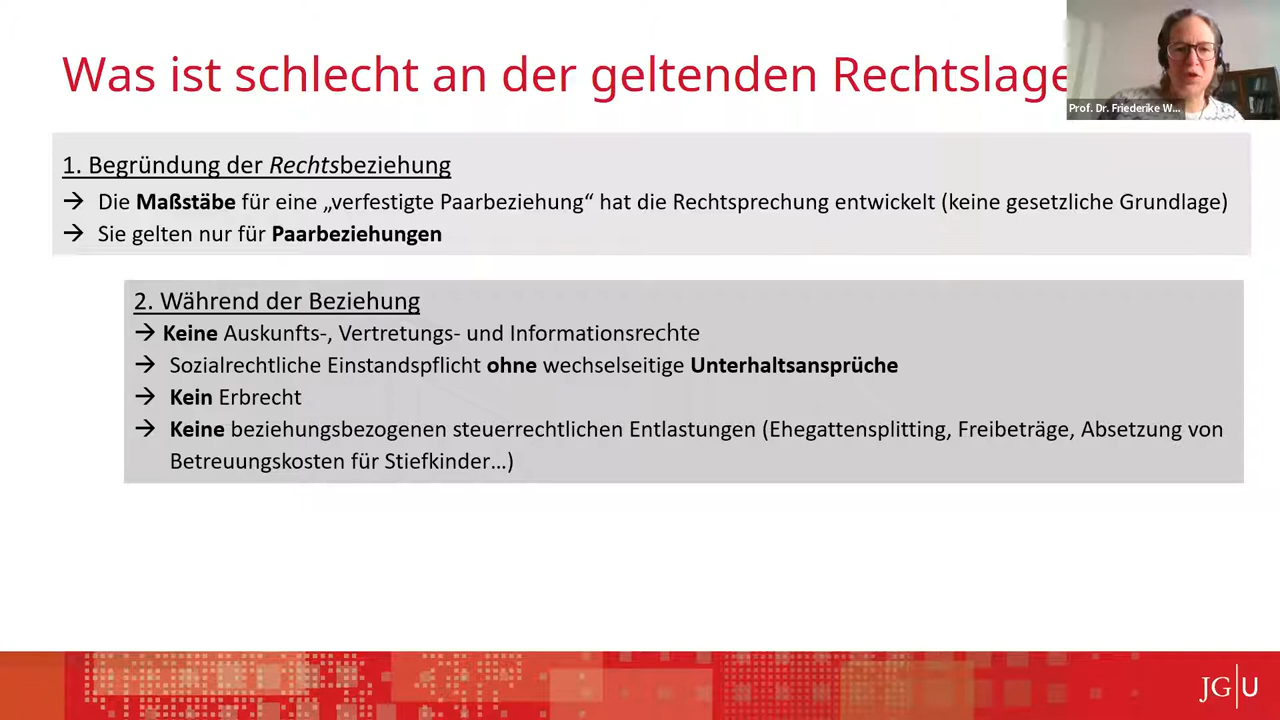 Was ist schlecht an der geltenden Rechtslage
Prof. Dr. Friederike W...
1. Begründung der Rechtsbeziehung
→ Die Maßstäbe für eine „verfestigte Paarbeziehung“ hat die Rechtsprechung entwickelt (keine gesetzliche Grundlage)
→ Sie gelten nur für Paarbeziehungen
2. Während der Beziehung
→ Keine Auskunfts-, Vertretungs- und Informationsrechte
→ Sozialrechtliche Einstandspflicht ohne wechselseitige Unterhaltsansprüche
→ Kein Erbrecht
→ Keine beziehungsbezogenen steuerrechtlichen Entlastungen (Ehegattensplitting, Freibeträge, Absetzung von
Betreuungskosten für Stiefkinder…)
JG|U